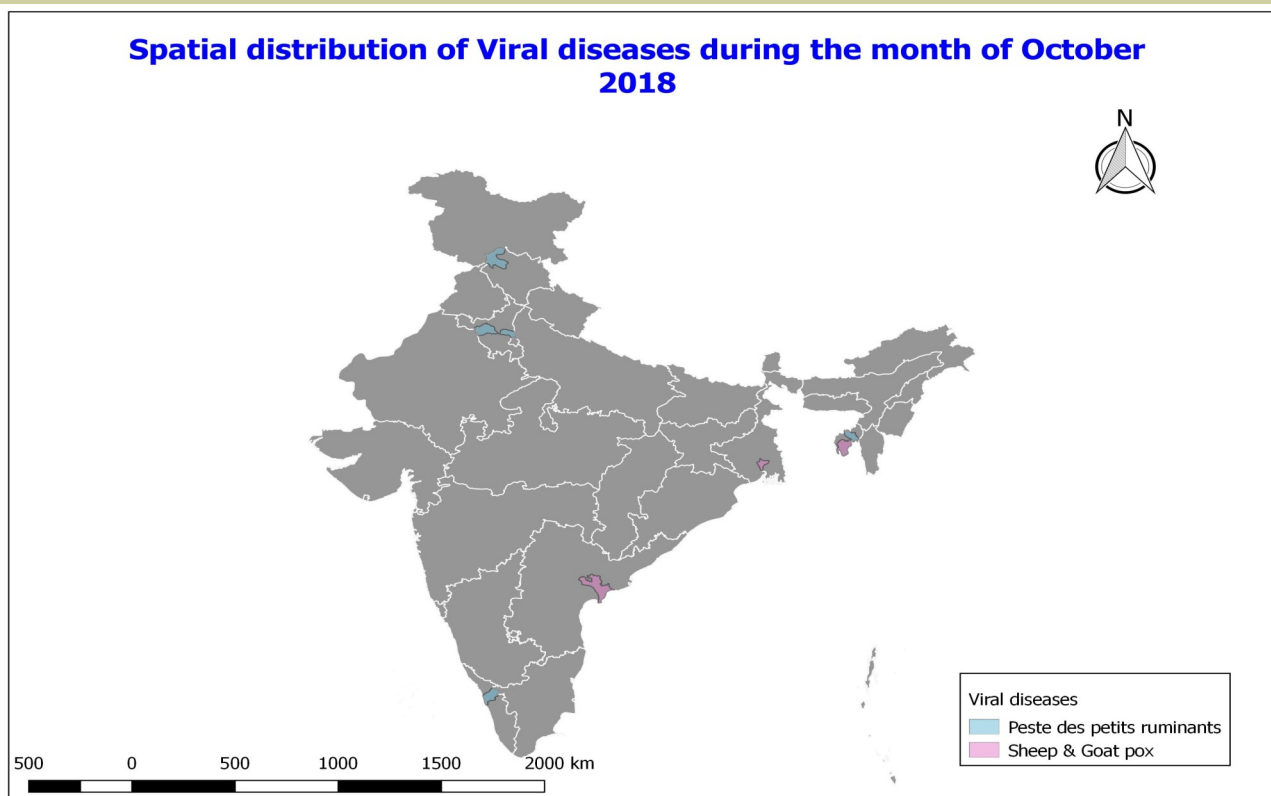 Spatial distribution of Viral diseases during the month of October
2018
N
Viral diseases
Peste des petits ruminants
Sheep & Goat pox
500 0 500 1000 1500 2000 km